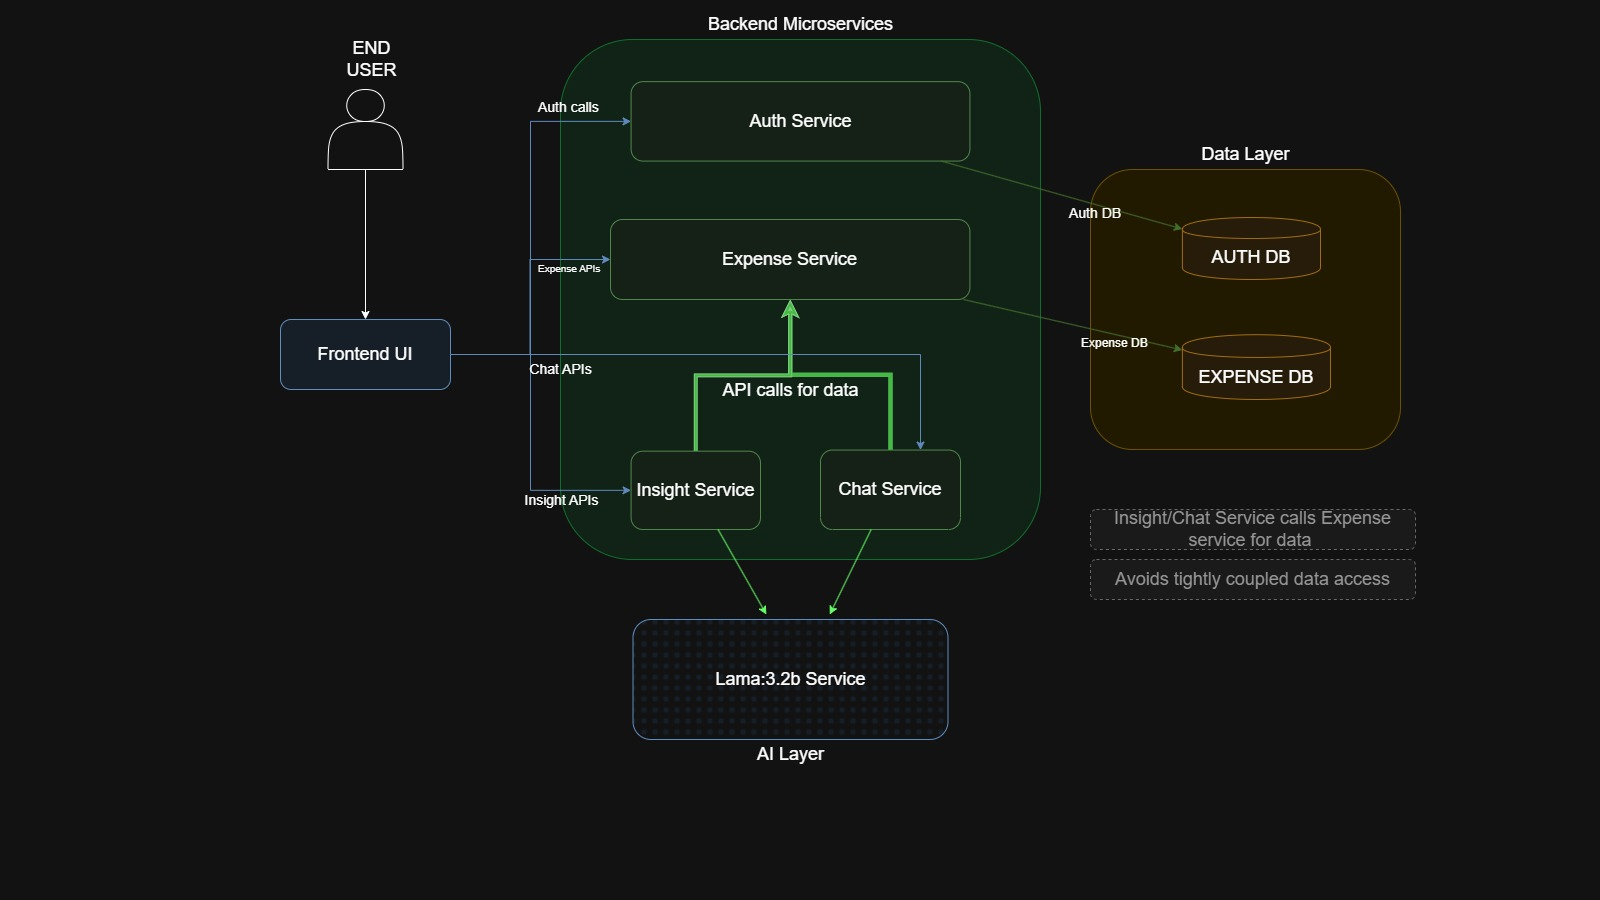 Backend Microservices
END
USER
Auth calls
Auth Service
Data Layer
Auth DB
AUTH DB
Expense APIs
Expense Service
Frontend UI
Chat APIs
API calls for data
Expense DB
EXPENSE DB
Insight APIs
Insight Service
Chat Service
Insight/Chat Service calls Expense
service for data
Avoids tightly coupled data access
Lama:3.2b Service
AI Layer